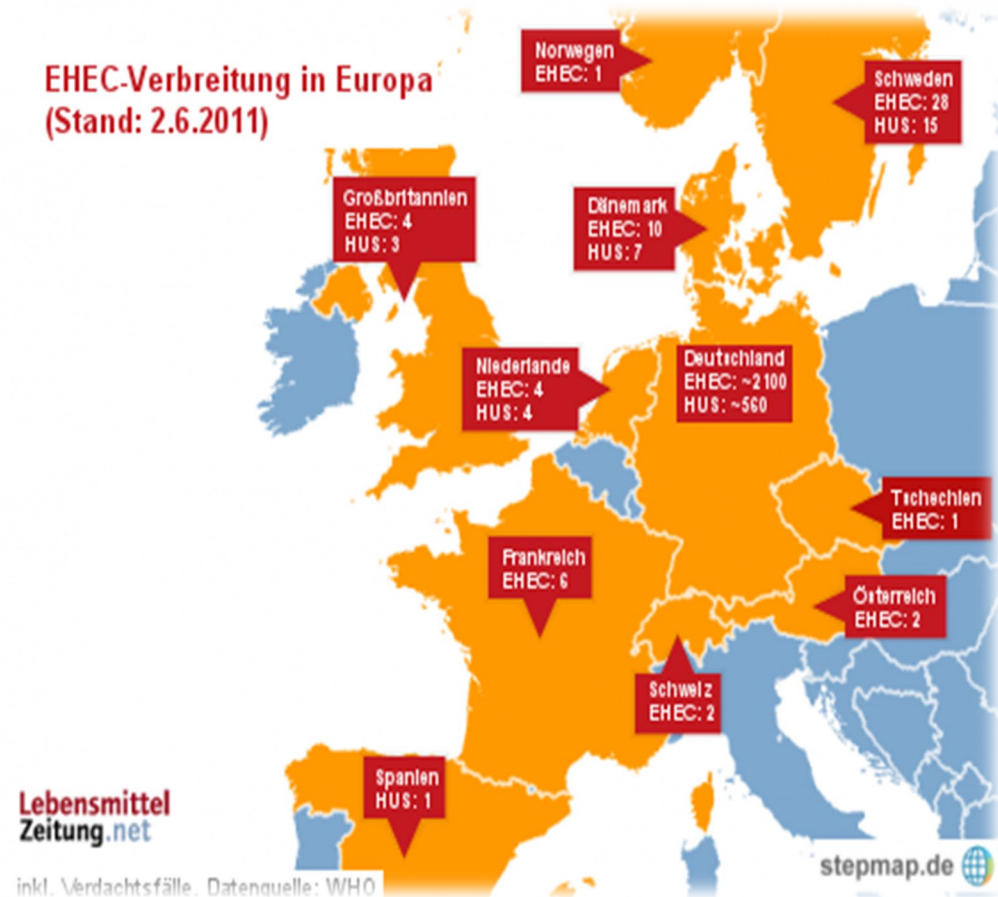 EHEC-Verbreitung in Europa
(Stand: 2.6.2011)
Norwegen
EHEC: 1
Schweden
EHEC: 28
HUS: 15
Großbritannien
EHEC: 4
HUS: 3
Dänemark
EHEC: 10
HUS: 7
Niederlande
EHEC: 4
HUS: 4
Deutschland
EHEC: ~2100
HUS: ~560
Tschechien
EHEC: 1
Frankreich
EHEC: 6
Österreich
EHEC: 2
Schweiz
EHEC: 2
Spanien
HUS: 1
Lebensmittel
Zeitung.net
stepmap.de
inkl. Verdachtsfälle, Datenquelle: WHO